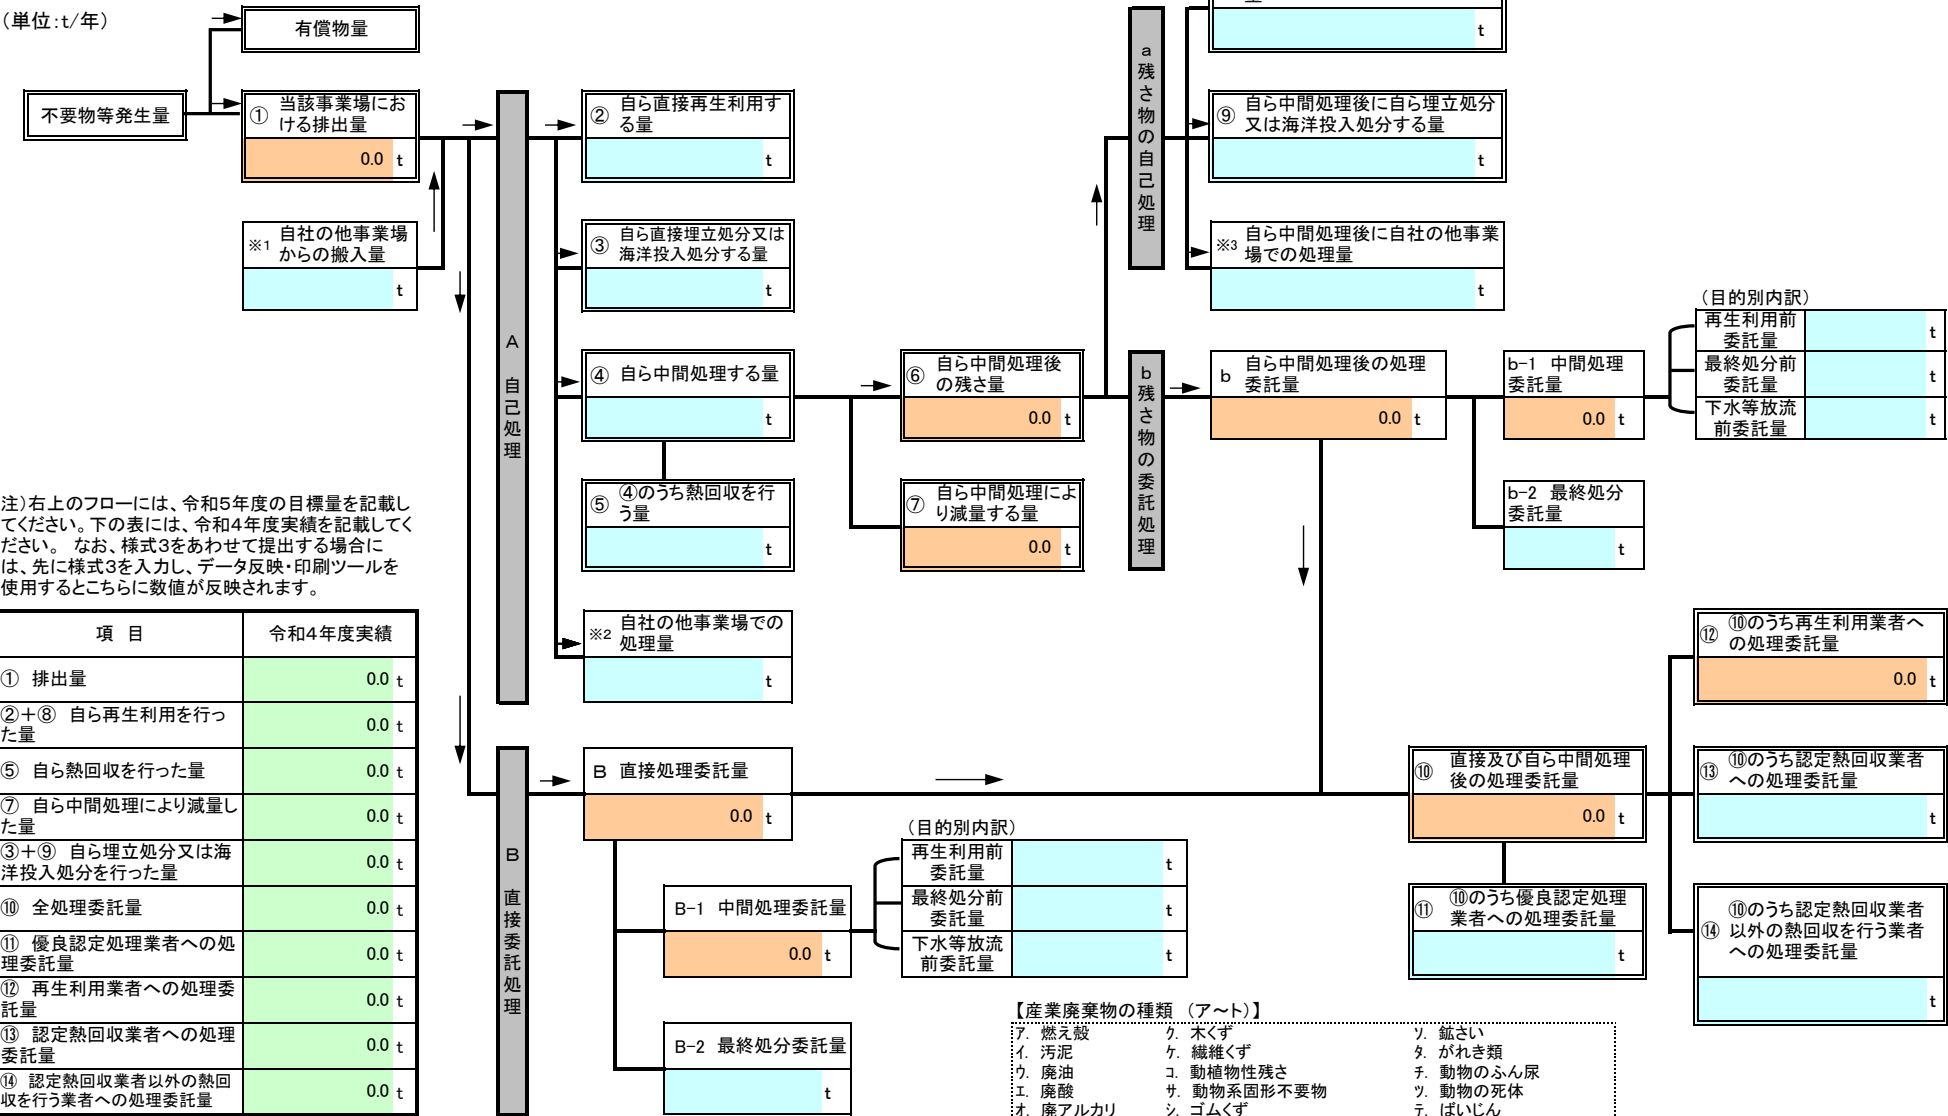 (単位:t/年)
有償物量
不要物等発生量
① 当該事業場にお
ける排出量
0.0 t
※1 自社の他事業場
からの搬入量
t
A
自己処理
② 自ら直接再生利用す
る量
t
③ 自ら直接埋立処分又は
海洋投入処分する量
t
④ 自ら中間処理する量
t
⑤ ④のうち熱回収を行
う量
t
※2 自社の他事業場での
処理量
t
⑥ 自ら中間処理後
の残さ量
0.0 t
⑦ 自ら中間処理によ
り減量する量
0.0 t
a残さ物の自己処理
t
⑨ 自ら中間処理後に自ら埋立処分
又は海洋投入処分する量
t
※3 自ら中間処理後に自社の他事業
場での処理量
t
b残さ物の委託処理
b 自ら中間処理後の処理
委託量
0.0 t
b-1 中間処理
委託量
0.0 t
(目的別内訳)
再生利用前
委託量
t
最終処分前
委託量
t
下水等放流
前委託量
t
b-2 最終処分
委託量
t
注)右上のフローには、令和5年度の目標量を記載し
てください。下の表には、令和4年度実績を記載してく
ださい。 なお、様式3をあわせて提出する場合に
は、先に様式3を入力し、データ反映・印刷ツールを
使用するとこちらに数値が反映されます。
項 目 令和4年度実績
① 排出量 0.0 t
②+⑧ 自ら再生利用を行っ
た量 0.0 t
⑤ 自ら熱回収を行った量 0.0 t
⑦ 自ら中間処理により減量し
た量 0.0 t
③+⑨ 自ら埋立処分又は海
洋投入処分を行った量 0.0 t
⑩ 全処理委託量 0.0 t
⑪ 優良認定処理業者への処
理委託量 0.0 t
⑫ 再生利用業者への処理委
託量 0.0 t
⑬ 認定熱回収業者への処理
委託量 0.0 t
⑭ 認定熱回収業者以外の熱回
収を行う業者への処理委託量 0.0 t
B
直接委託処理
B 直接処理委託量
0.0 t
B-1 中間処理委託量
0.0 t
(目的別内訳)
再生利用前
委託量
t
最終処分前
委託量
t
下水等放流
前委託量
t
B-2 最終処分委託量
t
⑩ 直接及び自ら中間処理
後の処理委託量
0.0 t
⑪ ⑩のうち優良認定処理
業者への処理委託量
t
⑫ ⑩のうち再生利用業者へ
の処理委託量
0.0 t
⑬ ⑩のうち認定熱回収業者
への処理委託量
t
⑭ ⑩のうち認定熱回収業者
以外の熱回収を行う業者
への処理委託量
t
【産業廃棄物の種類 (ア~ト)】
ア. 燃え殻 ク. 木くず ソ. 鉱さい
イ. 汚泥 ケ. 繊維くず タ. がれき類
ウ. 廃油 コ. 動植物性残さ チ. 動物のふん尿
エ. 廃酸 サ. 動物系固形不要物 ツ. 動物の死体
オ. 廃アルカリ シ. ゴムくず テ. ばいじん